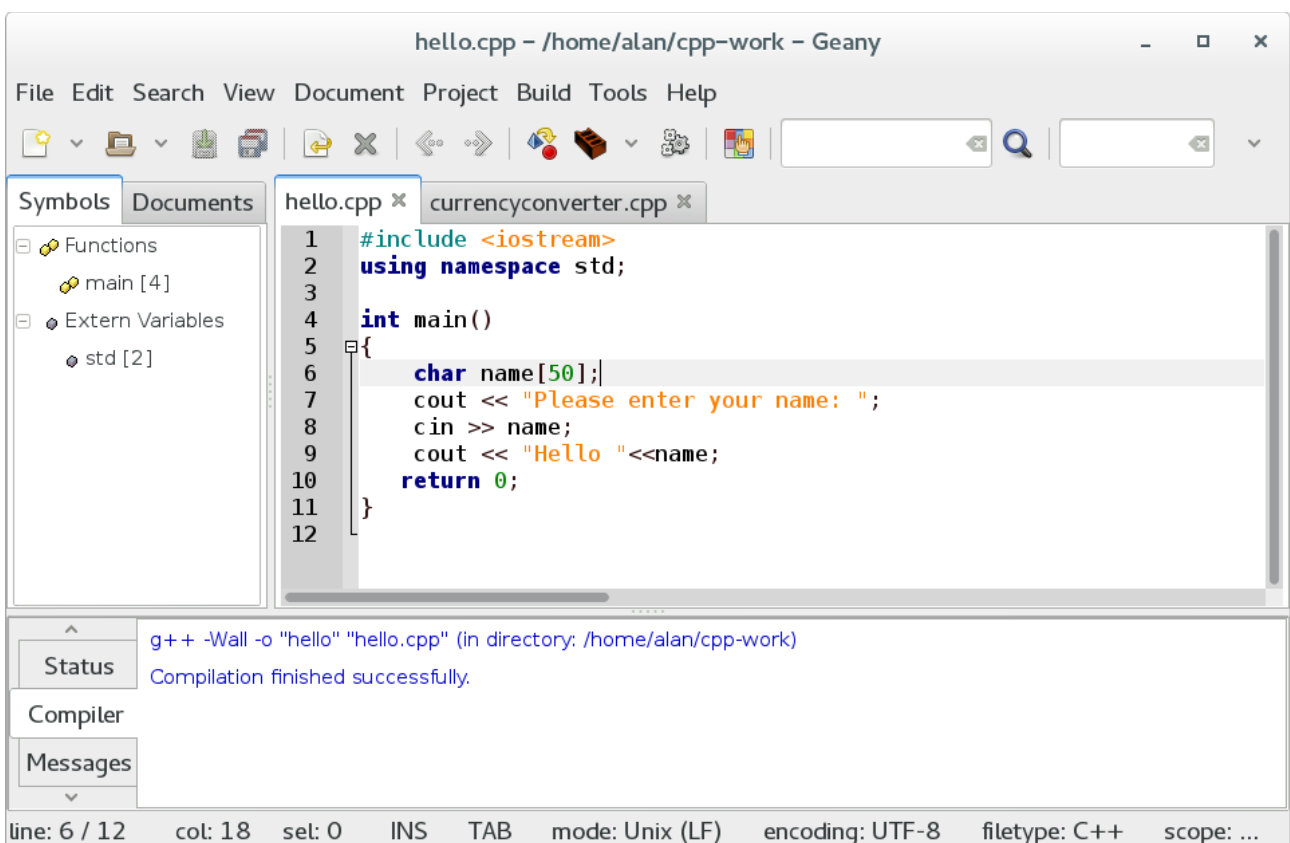 hello.cpp – /home/alan/cpp-work – Geany
File Edit Search View Document Project Build Tools Help
Symbols Documents
hello.cpp currencyconverter.cpp
Functions
main [4]
Extern Variables
std [2]
1 #include <iostream>
2 using namespace std;
3
4 int main()
5 {
6 char name[50];
7 cout << "Please enter your name: ";
8 cin >> name;
9 cout << "Hello "<<name;
10 return 0;
11 }
12
Status
Compiler
Messages
g++ -Wall -o "hello" "hello.cpp" (in directory: /home/alan/cpp-work)
Compilation finished successfully.
line: 6 / 12 col: 18 sel: 0 INS TAB mode: Unix (LF) encoding: UTF-8 filetype: C++ scope: ...